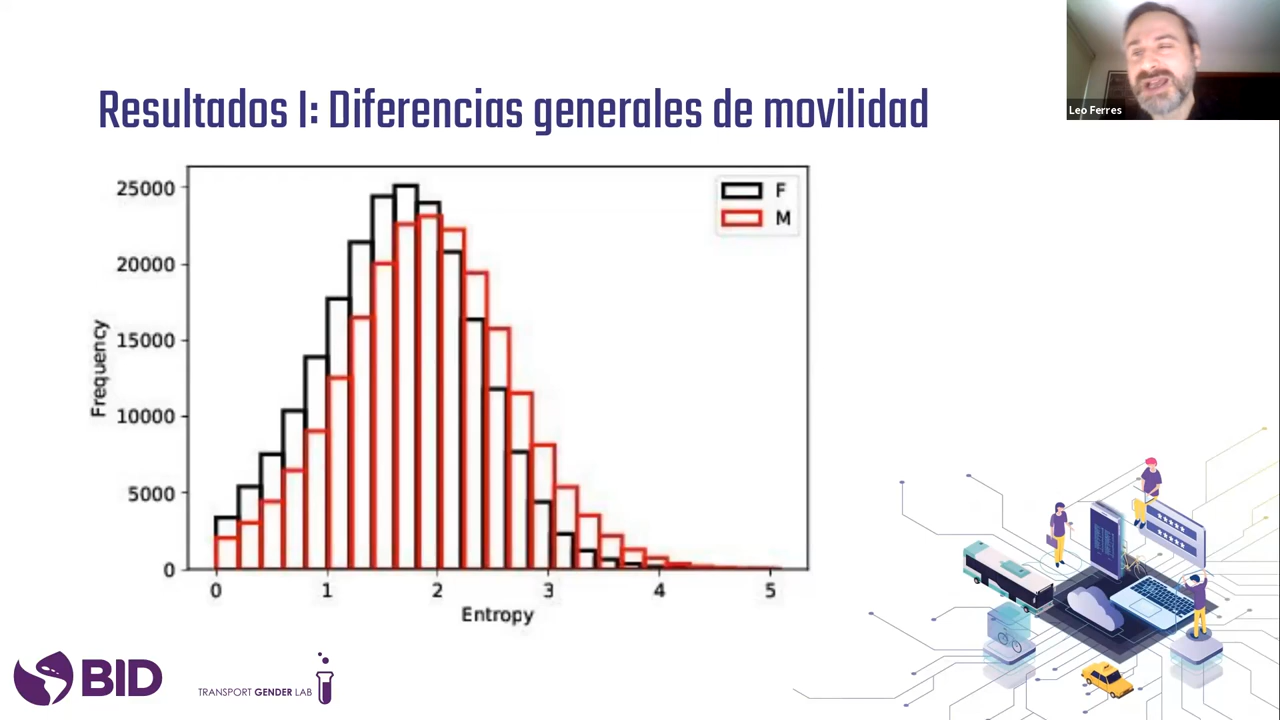 Leo Ferres
Resultados I: Diferencias generales de movilidad
F
M
25000
20000
15000
10000
5000
0
Frequency
0 1 2 3 4 5
Entropy
BID
TRANSPORT GENDER LAB